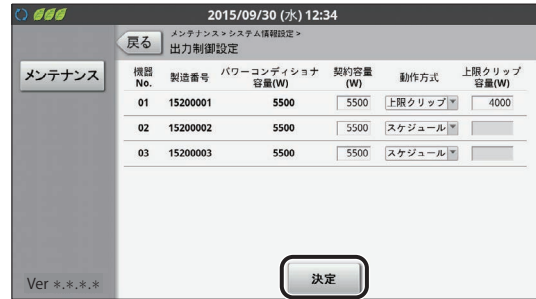 2015/09/30 (水) 12:34
戻る
メンテナンス > システム情報設定 >
出力制御設定
メンテナンス
機器No. 製造番号 パワーコンディショナ容量(W) 契約容量(W) 動作方式 上限クリップ容量(W)
01 15200001 5500 5500 上限クリップ 4000
02 15200002 5500 5500 スケジュール
03 15200003 5500 5500 スケジュール
決定
Ver *.*.*.*